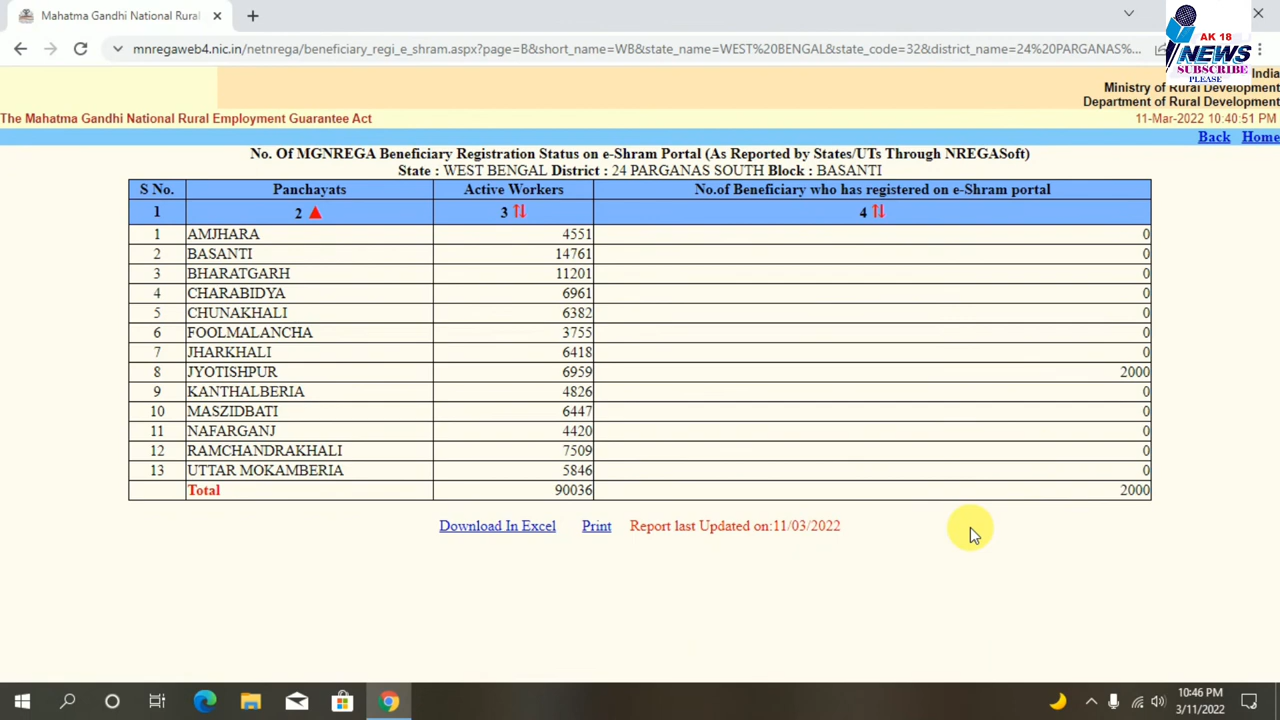 Mahatma Gandhi National Rural
mnregaweb4.nic.in/netnrega/beneficiary_regi_e_shram.aspx?page=B&short_name=WB&state_name=WEST%20BENGAL&state_code=32&district_name=24%20PARGANAS%...
AK 18
NEWS
SUBSCRIBE
PLEASE
India
Ministry of Rural Development
Department of Rural Development
The Mahatma Gandhi National Rural Employment Guarantee Act 11-Mar-2022 10:40:51 PM
Back Home
No. Of MGNREGA Beneficiary Registration Status on e-Shram Portal (As Reported by States/UTs Through NREGASoft)
State : WEST BENGAL District : 24 PARGANAS SOUTH Block : BASANTI
S No. Panchayats Active Workers No.of Beneficiary who has registered on e-Shram portal
1 2 3 4
1 AMJHARA 4551 0
2 BASANTI 14761 0
3 BHARATGARH 11201 0
4 CHARABIDYA 6961 0
5 CHUNAKHALI 6382 0
6 FOOLMALANCHA 3755 0
7 JHARKHALI 6418 0
8 JYOTISHPUR 6959 2000
9 KANTHALBERIA 4826 0
10 MASZIDBATI 6447 0
11 NAFARGANJ 4420 0
12 RAMCHANDRAKHALI 7509 0
13 UTTAR MOKAMBERIA 5846 0
Total 90036 2000
Download In Excel Print Report last Updated on:11/03/2022
10:46 PM
3/11/2022